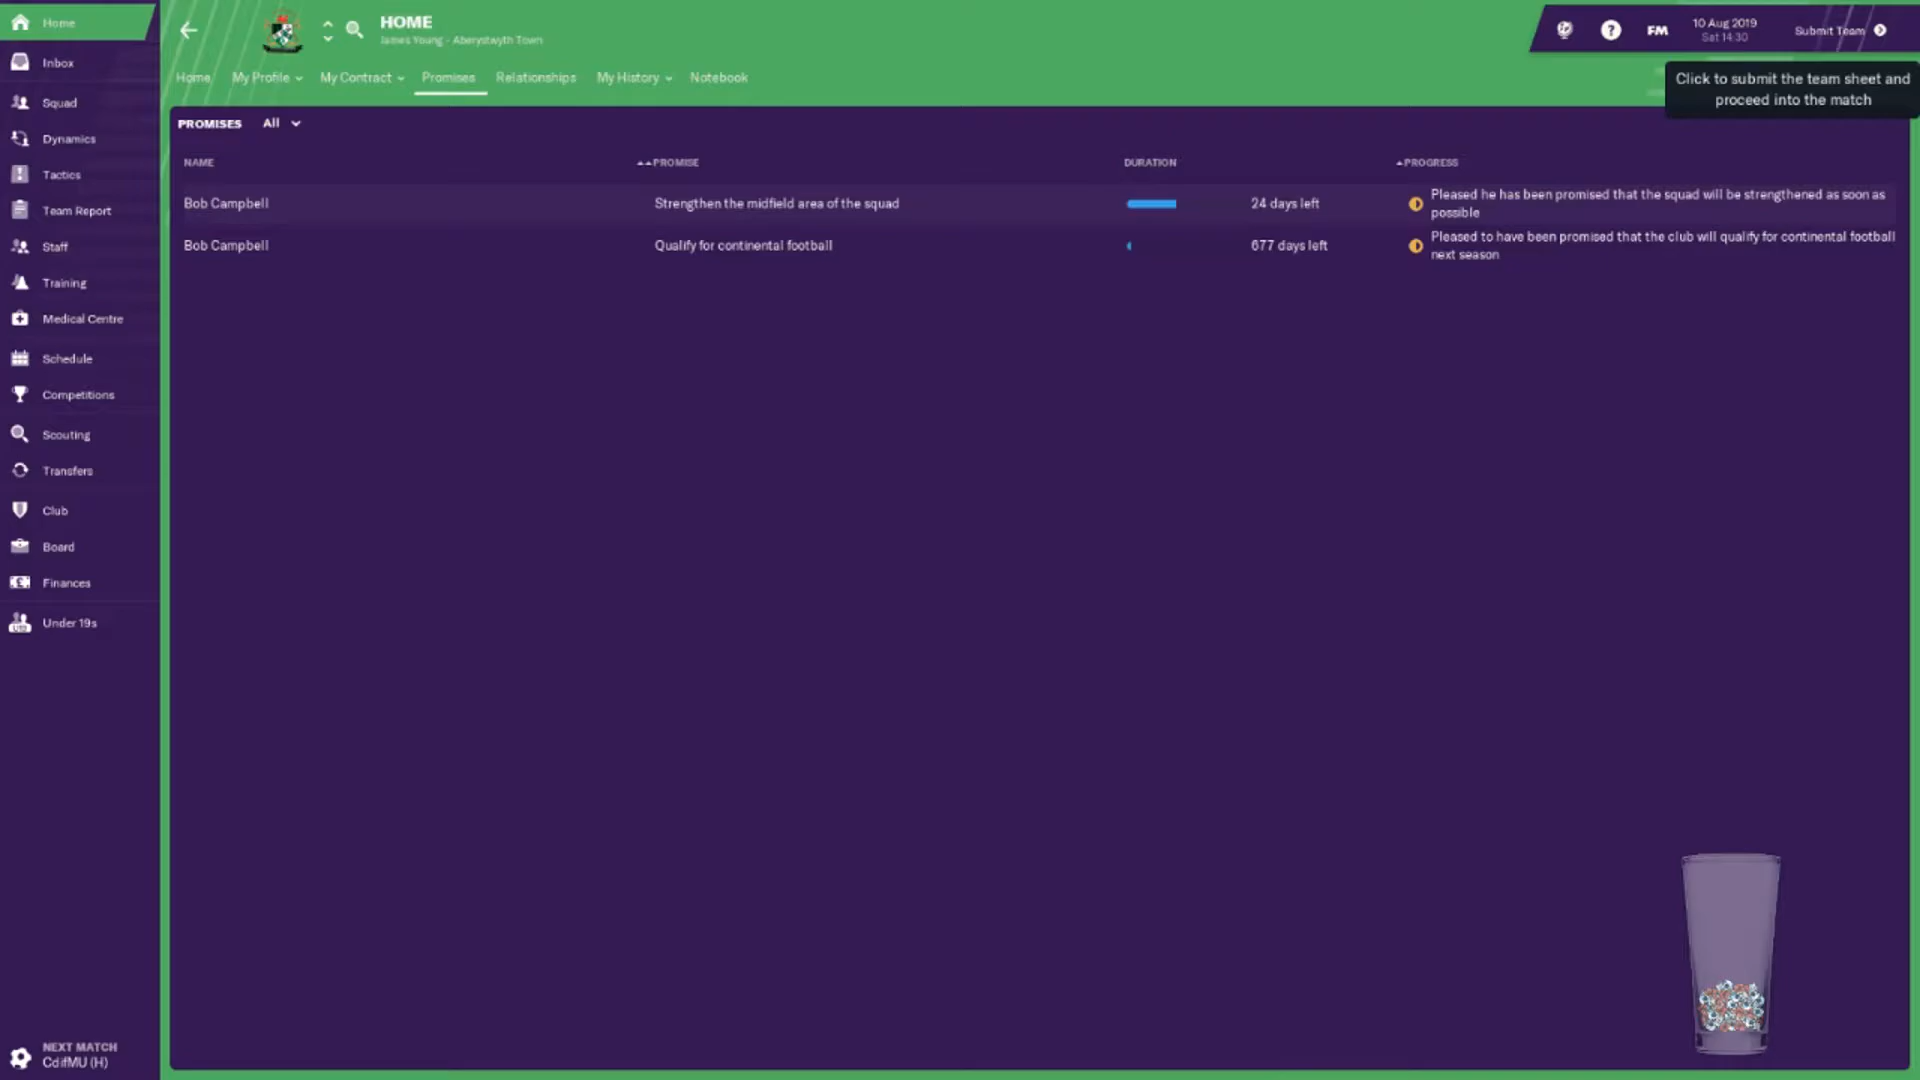 Home
Inbox
Squad
Dynamics
Tactics
Team Report
Staff
Training
Medical Centre
Schedule
Competitions
Scouting
Transfers
Club
Board
Finances
Under 19s
NEXT MATCH
CdifMU (H)
HOME
James Young - Aberystwyth Town
FM
10 Aug 2019
Sat 14:30
Submit Team
Click to submit the team sheet and
proceed into the match
Home My Profile My Contract Promises Relationships My History Notebook
PROMISES All
NAME PROMISE DURATION PROGRESS
Bob Campbell Strengthen the midfield area of the squad 24 days left Pleased he has been promised that the squad will be strengthened as soon as
possible
Bob Campbell Qualify for continental football 677 days left Pleased to have been promised that the club will qualify for continental football
next season